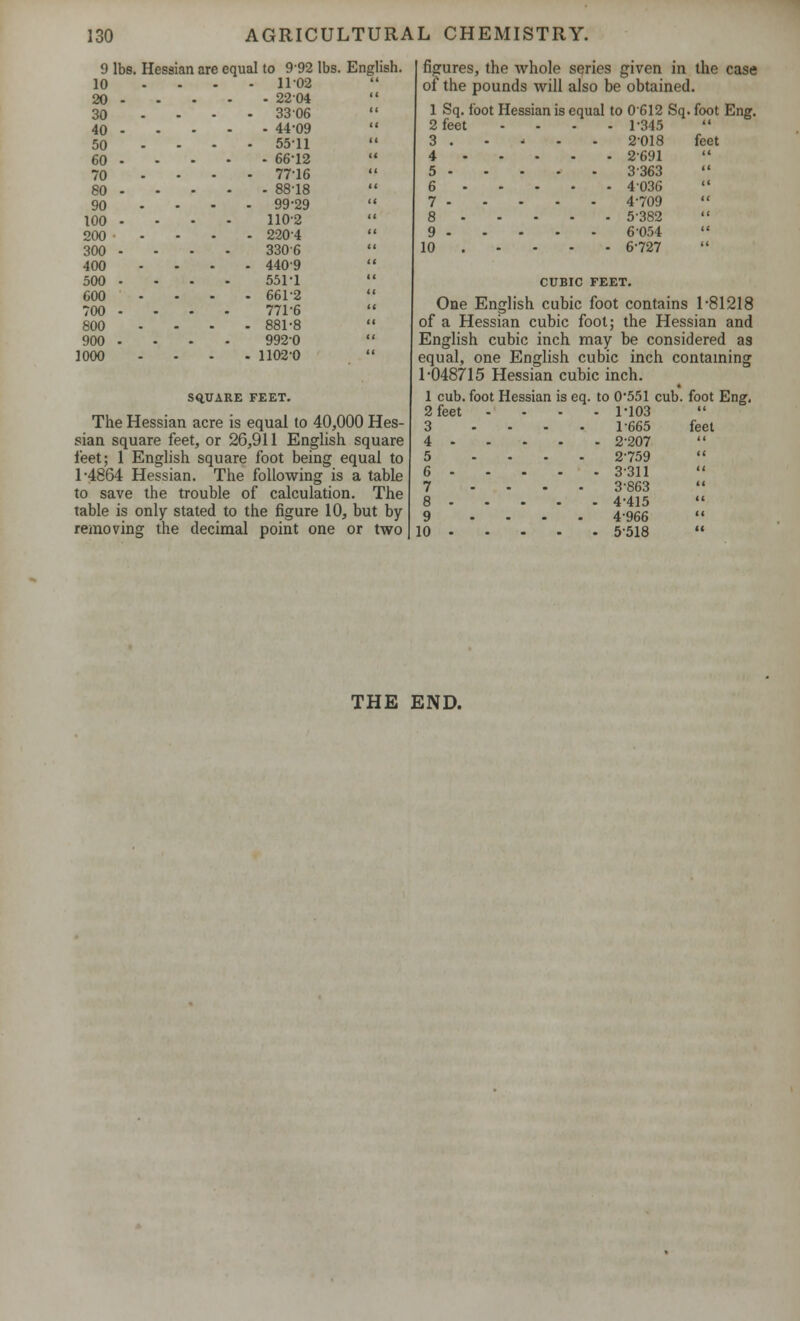 130 AGRICULTURAL CHEMISTRY.
9 lbs. Hessian are equal to 9·92 lbs. English.
10 - - - - 11·02 “
20 - - - - - 22·04 “
30 - - - - 33·06 “
40 - - - - - 44·09 “
50 - - - - 55·11 “
60 - - - - - 66·12 “
70 - - - - 77·16 “
80 - - - - - 88·18 “
90 - - - - 99·29 “
100 - - - - 110·2 “
200 - - - - - 220·4 “
300 - - - - 330·6 “
400 - - - - 440·9 “
500 - - - - 551·1 “
600 - - - - 661·2 “
700 - - - - 771·6 “
800 - - - - 881·8 “
900 - - - - 992·0 “
1000 - - - - 1102·0 “
SQUARE FEET.
The Hessian acre is equal to 40,000 Hes-
sian square feet, or 26,911 English square
feet; 1 English square foot being equal to
1·4864 Hessian. The following is a table
to save the trouble of calculation. The
table is only stated to the figure 10, but by
removing the decimal point one or two
figures, the whole series given in the case
of the pounds will also be obtained.
1 Sq. foot Hessian is equal to 0·612 Sq. foot Eng.
2 feet - - - - 1·345 “
3 - - - - - 2·018 feet
4 - - - - - 2·691 “
5 - - - - - 3·363 “
6 - - - - - 4·036 “
7 - - - - - 4·709 “
8 - - - - - 5·382 “
9 - - - - - 6·054 “
10 - - - - - 6·727 “
CUBIC FEET.
One English cubic foot contains 1·81218
of a Hessian cubic foot; the Hessian and
English cubic inch may be considered as
equal, one English cubic inch containing
1·048715 Hessian cubic inch.
1 cub. foot Hessian is eq. to 0·551 cub. foot Eng.
2 feet - - - - 1·103 “
3 - - - - 1·665 feet
4 - - - - - 2·207 “
5 - - - - 2·759 “
6 - - - - - 3·311 “
7 - - - - 3·863 “
8 - - - - - 4·415 “
9 - - - - 4·966 “
10 - - - - - 5·518 “
THE END.